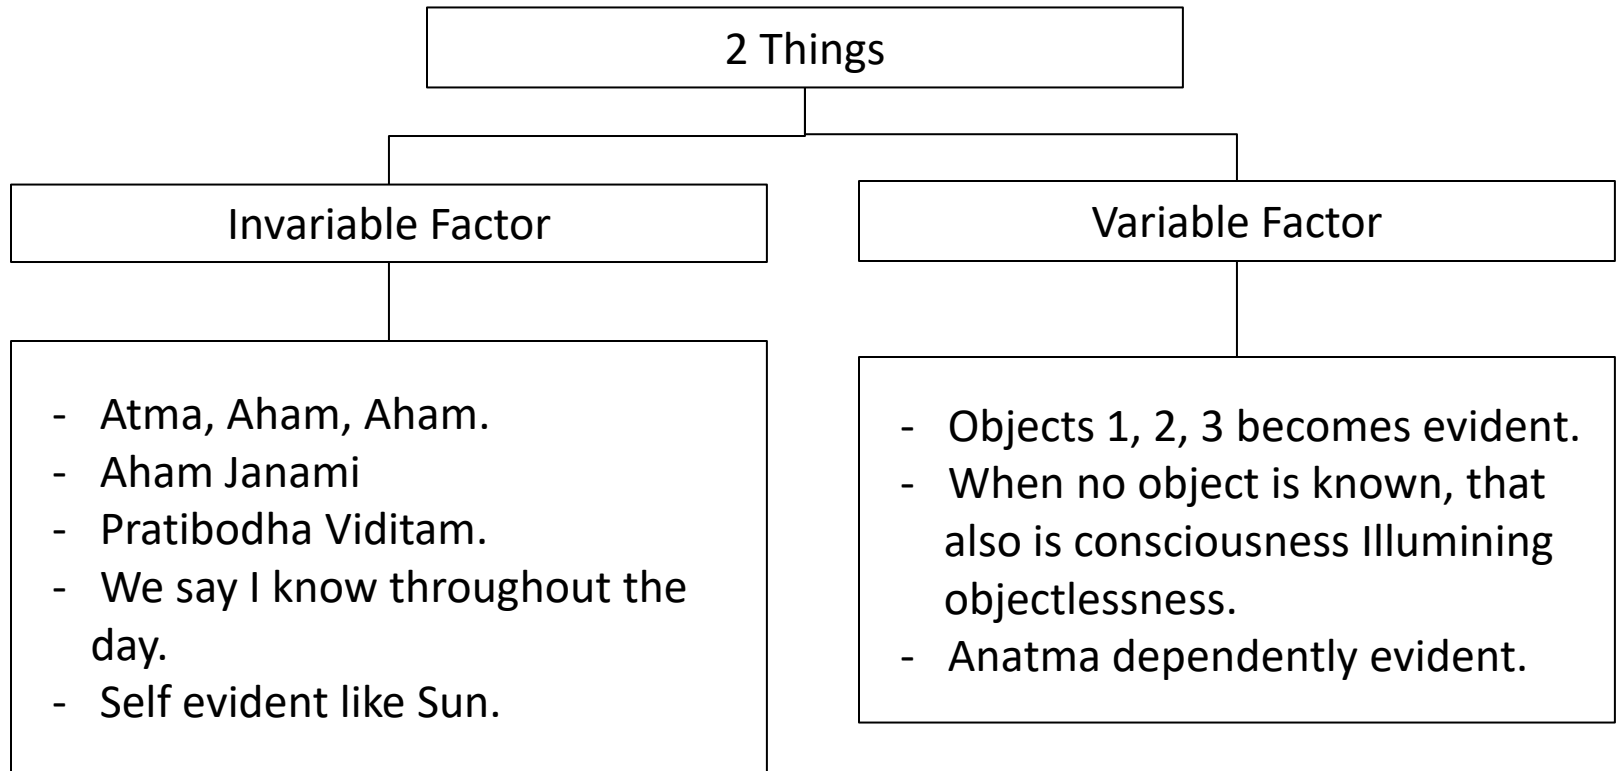 2 Things
Invariable Factor
Variable Factor
- Atma, Aham, Aham.
- Aham Janami
- Pratibodha Viditam.
- We say I know throughout the
day.
- Self evident like Sun.
- Objects 1, 2, 3 becomes evident.
- When no object is known, that
also is consciousness Illumining
objectlessness.
- Anatma dependently evident.